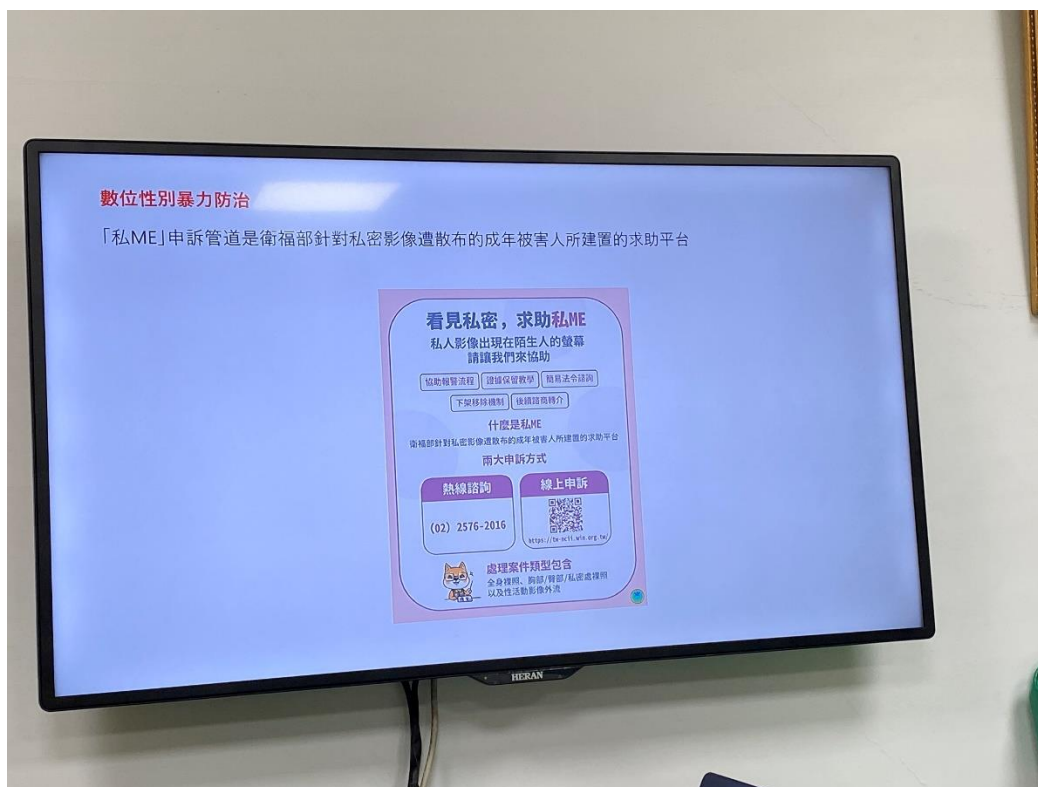 數位性別暴力防治
「私ME」申訴管道是衛福部針對私密影像遭散布的成年被害人所建置的求助平台
看見私密，求助私ME
私人影像出現在陌生人的螢幕
請讓我們來協助
協助報警流程 證據保留教學 簡易法令諮詢
下架移除機制 後續諮商轉介
什麼是私ME
衛福部針對私密影像遭散布的成年被害人所建置的求助平台
兩大申訴方式
熱線諮詢
(02) 2576-2016
線上申訴
https://tw-ncii.win.org.tw/
處理案件類型包含
全身裸照、胸部/臀部/私密處裸照
以及性活動影像外流
HERAN